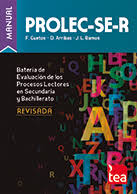 MANUAL
PROLEC-SE-R
F. Cuetos - D. Arribas - J. L. Ramos
Batería de
Evaluación de los
Procesos Lectores
en Secundaria
y Bachillerato
REVISADA
tea